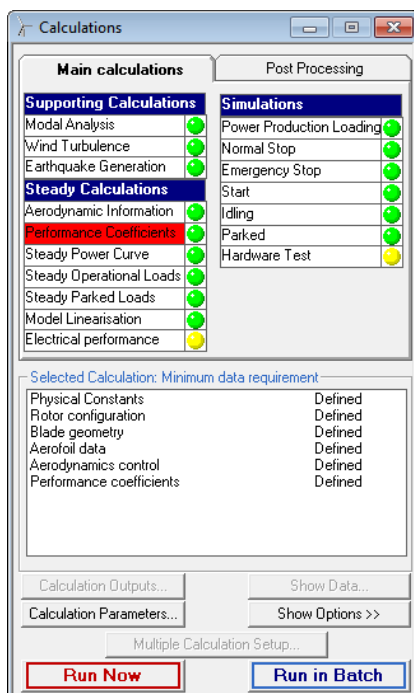 Calculations
Main calculations
Post Processing
Supporting Calculations
Modal Analysis
Wind Turbulence
Earthquake Generation
Steady Calculations
Aerodynamic Information
Performance Coefficients
Steady Power Curve
Steady Operational Loads
Steady Parked Loads
Model Linearisation
Electrical performance
Simulations
Power Production Loading
Normal Stop
Emergency Stop
Start
Idling
Parked
Hardware Test
Selected Calculation: Minimum data requirement
Physical Constants Defined
Rotor configuration Defined
Blade geometry Defined
Aerofoil data Defined
Aerodynamics control Defined
Performance coefficients Defined
Calculation Outputs... Show Data...
Calculation Parameters... Show Options >>
Multiple Calculation Setup...
Run Now Run in Batch